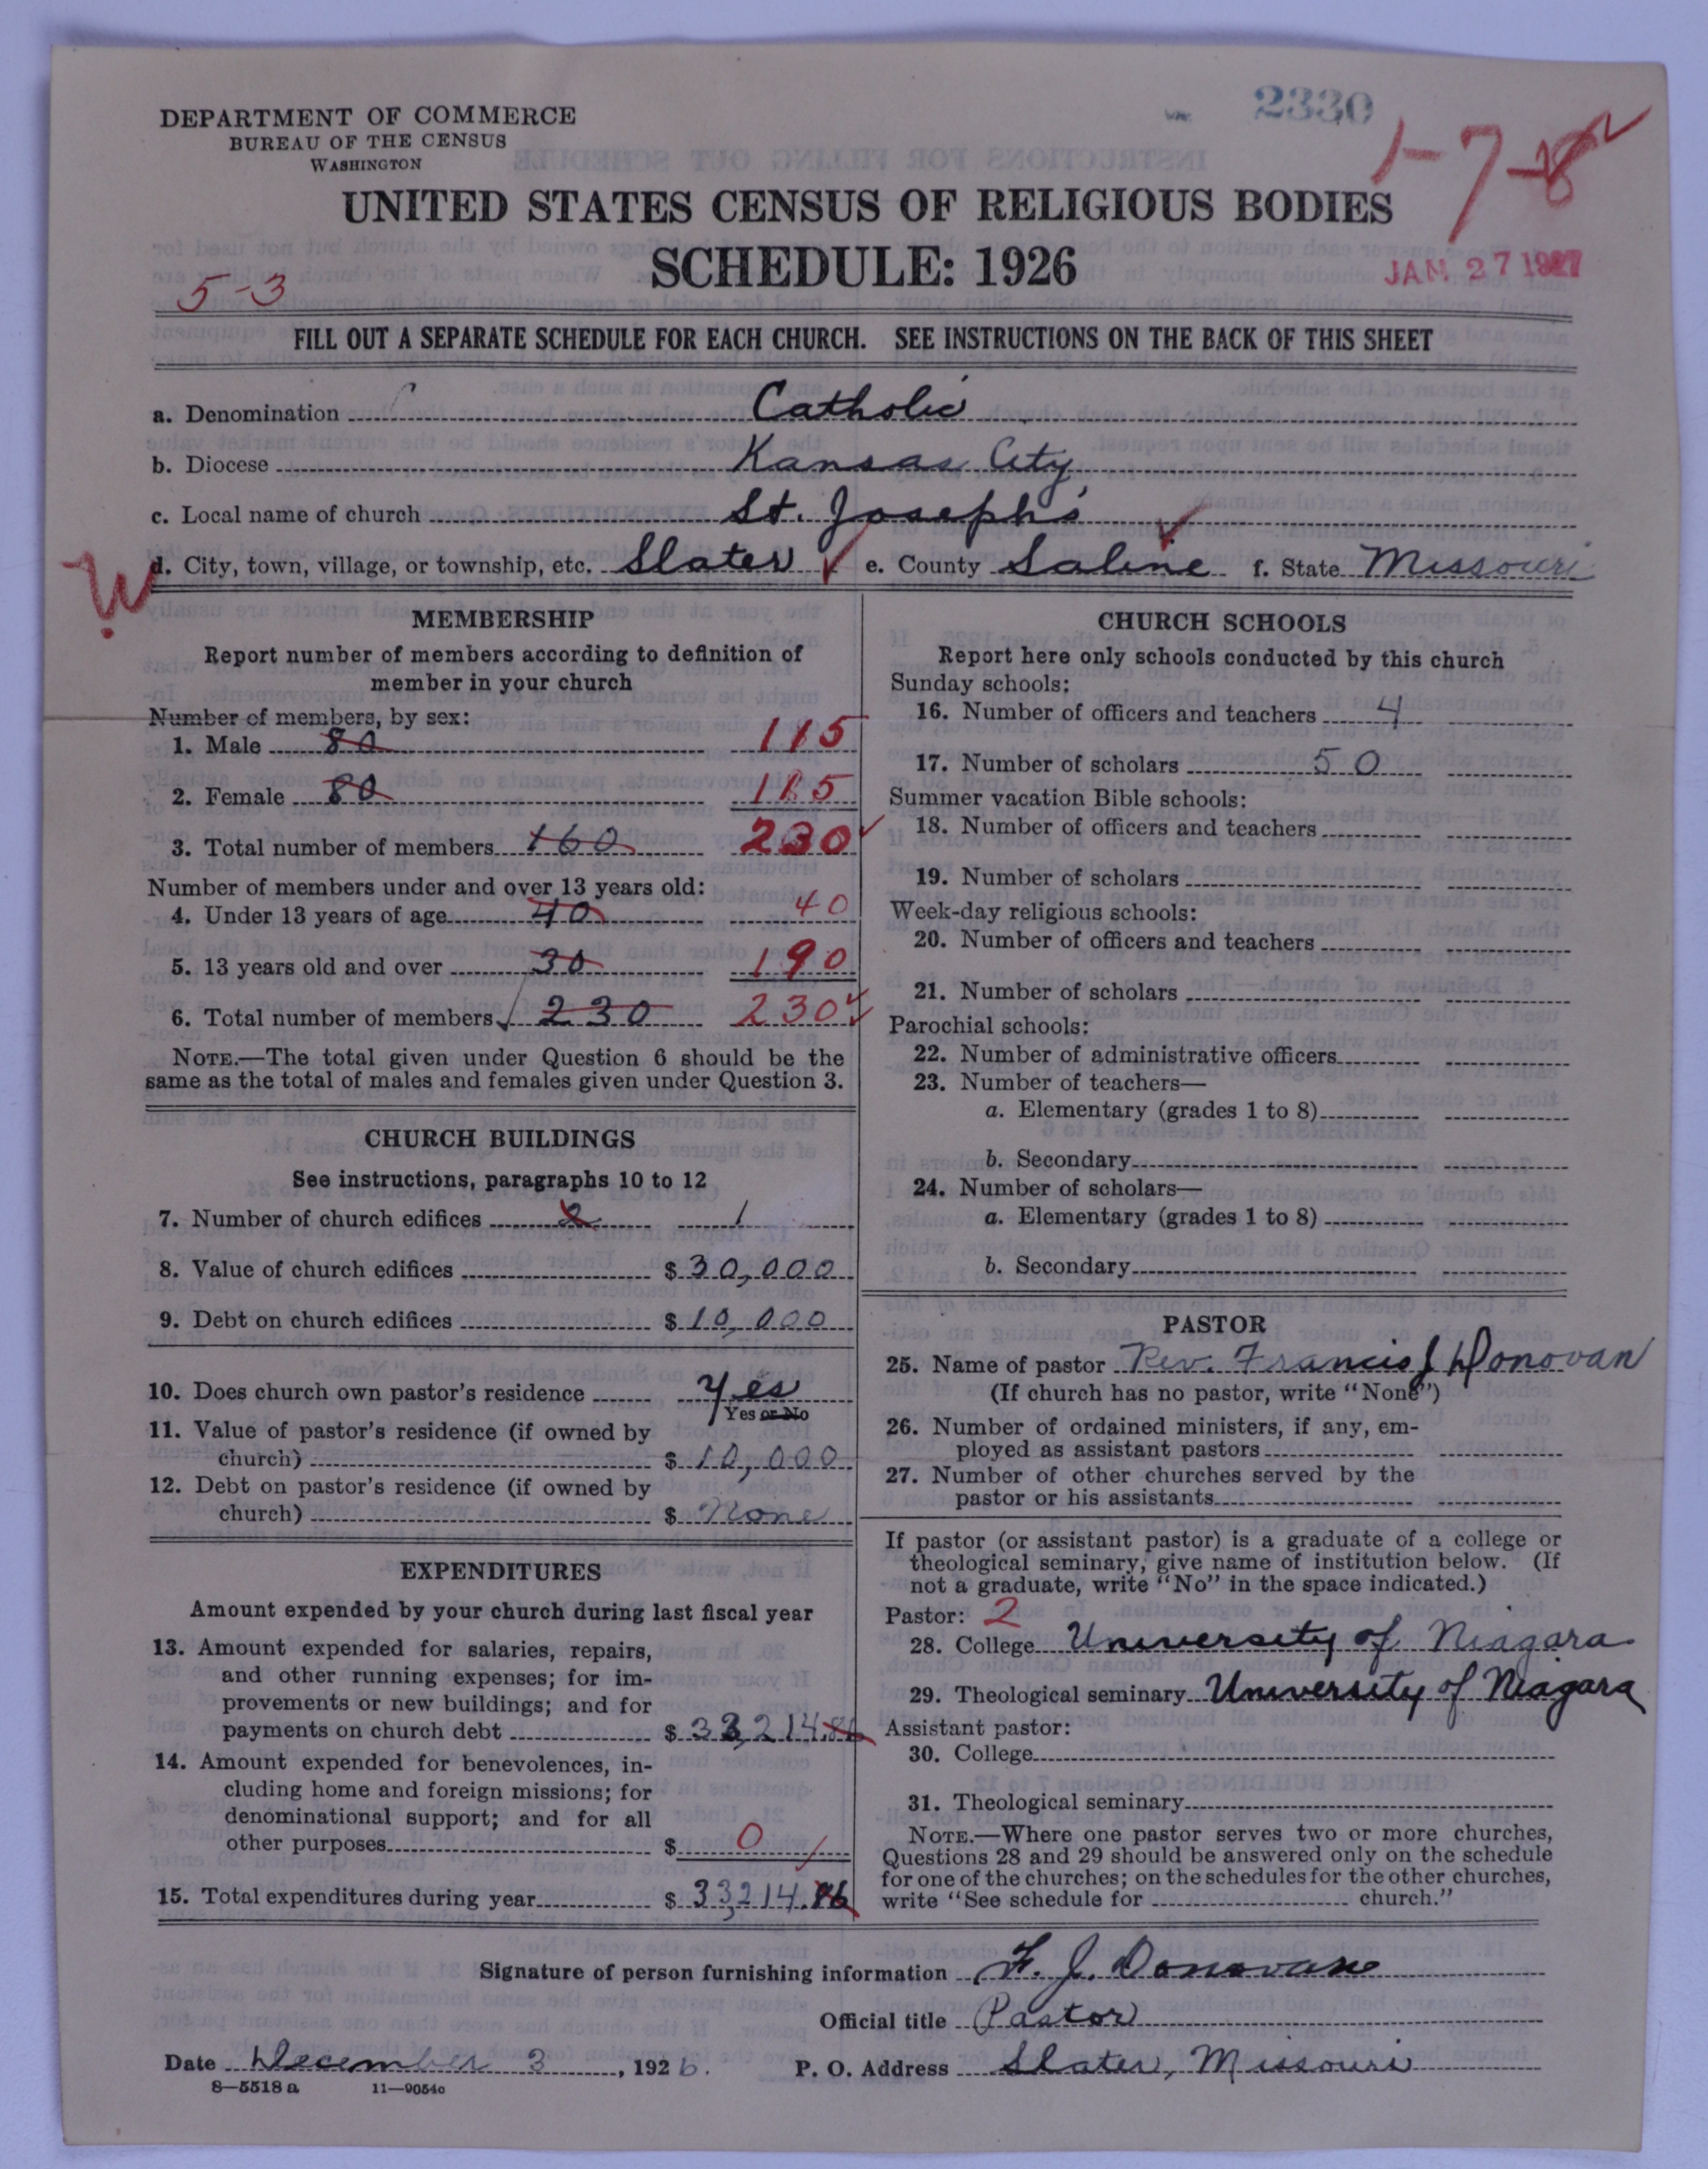 2330
DEPARTMENT OF COMMERCE
BUREAU OF THE CENSUS
WASHINGTON
1-7-8
UNITED STATES CENSUS OF RELIGIOUS BODIES
SCHEDULE: 1926
JAN 27 1927
5-3
FILL OUT A SEPARATE SCHEDULE FOR EACH CHURCH. SEE INSTRUCTIONS ON THE BACK OF THIS SHEET
a. Denomination Catholic
b. Diocese Kansas City
c. Local name of church St. Joseph's
W d. City, town, village, or township, etc. Slater e. County Saline f. State Missouri
MEMBERSHIP
Report number of members according to definition of
member in your church
Number of members, by sex:
1. Male 80 115
2. Female 80 115
3. Total number of members 160 230
Number of members under and over 13 years old:
4. Under 13 years of age 40 40
5. 13 years old and over 30 190
6. Total number of members 230 230
NOTE.—The total given under Question 6 should be the
same as the total of males and females given under Question 3.
CHURCH BUILDINGS
See instructions, paragraphs 10 to 12
7. Number of church edifices 2 1
8. Value of church edifices $ 30,000
9. Debt on church edifices $ 10,000
10. Does church own pastor's residence Yes
Yes or No
11. Value of pastor's residence (if owned by
church) $ 10,000
12. Debt on pastor's residence (if owned by
church) $ None
EXPENDITURES
Amount expended by your church during last fiscal year
13. Amount expended for salaries, repairs,
and other running expenses; for im-
provements or new buildings; and for
payments on church debt $ 33,214.86
14. Amount expended for benevolences, in-
cluding home and foreign missions; for
denominational support; and for all
other purposes $ 0
15. Total expenditures during year $ 33,214.86
CHURCH SCHOOLS
Report here only schools conducted by this church
Sunday schools:
16. Number of officers and teachers 4
17. Number of scholars 50
Summer vacation Bible schools:
18. Number of officers and teachers
19. Number of scholars
Week-day religious schools:
20. Number of officers and teachers
21. Number of scholars
Parochial schools:
22. Number of administrative officers
23. Number of teachers—
a. Elementary (grades 1 to 8)
b. Secondary
24. Number of scholars—
a. Elementary (grades 1 to 8)
b. Secondary
PASTOR
25. Name of pastor Rev. Francis J Donovan
(If church has no pastor, write "None")
26. Number of ordained ministers, if any, em-
ployed as assistant pastors
27. Number of other churches served by the
pastor or his assistants
If pastor (or assistant pastor) is a graduate of a college or
theological seminary, give name of institution below. (If
not a graduate, write "No" in the space indicated.)
Pastor: 2
28. College University of Niagara
29. Theological seminary University of Niagara
Assistant pastor:
30. College
31. Theological seminary
NOTE.—Where one pastor serves two or more churches,
Questions 28 and 29 should be answered only on the schedule
for one of the churches; on the schedules for the other churches,
write "See schedule for church."
Signature of person furnishing information F. J. Donovan
Official title Pastor
Date December 3, 1926. P. O. Address Slater, Missouri
8—5518 a 11—9054c